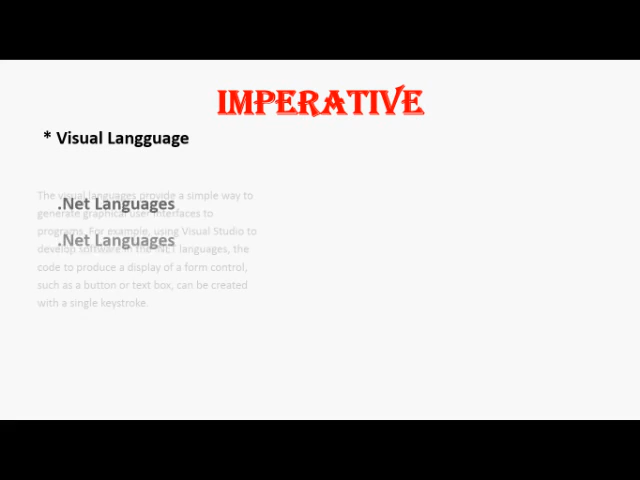 IMPERATIVE
* Visual Langguage
The visual languages provide a simple way to
.Net Languages
generate graphical user interfaces to
programs. For example, using Visual Studio to
.Net Languages
develop software in the .NET languages, the
code to produce a display of a form control,
such as a button or text box, can be created
with a single keystroke.